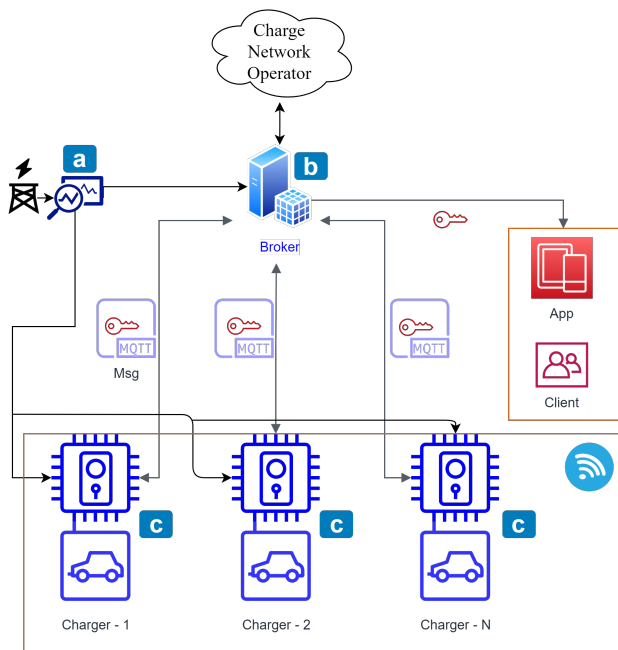 Charge
Network
Operator
a
b
Broker
MQTT
MQTT
MQTT
Msg
App
Client
c
c
c
Charger - 1
Charger - 2
Charger - N